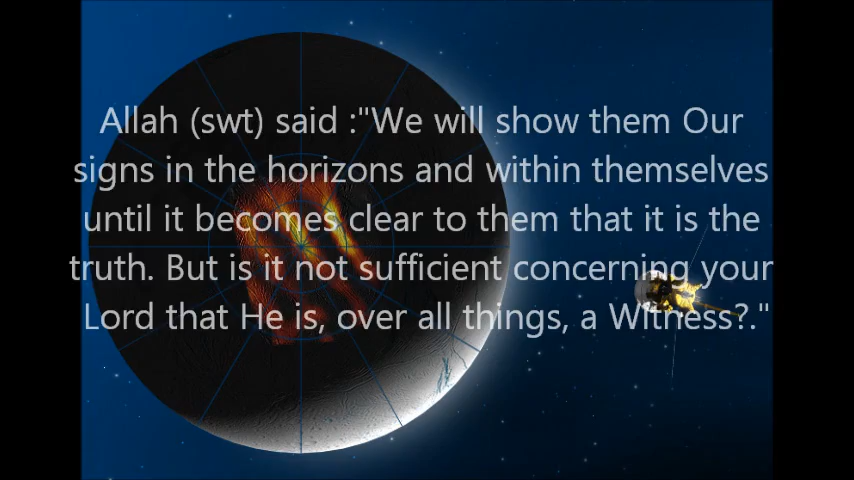 Allah (swt) said :"We will show them Our
signs in the horizons and within themselves
until it becomes clear to them that it is the
truth. But is it not sufficient concerning your
Lord that He is, over all things, a Witness?."